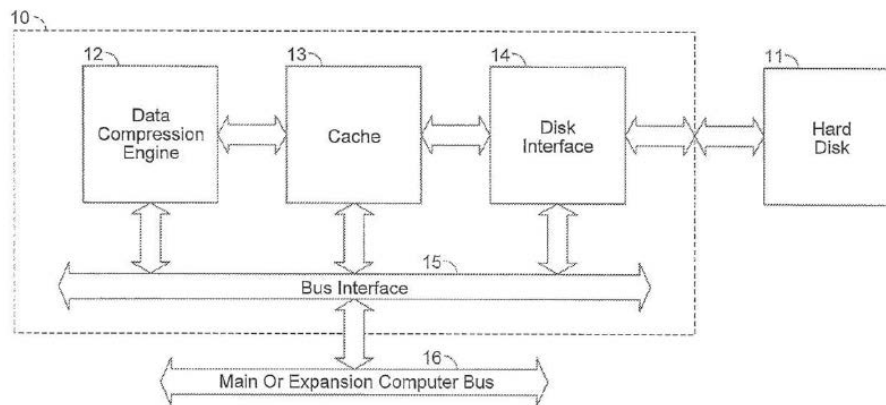 10
12
13
14
11
Data
Compression
Engine
Cache
Disk
Interface
Hard
Disk
15
Bus Interface
16
Main Or Expansion Computer Bus